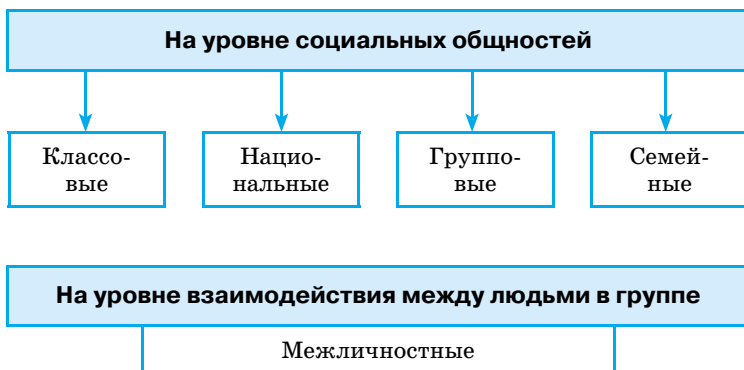 На уровне социальных общностей
Классо-
вые
Нацио-
нальные
Группо-
вые
Семей-
ные
На уровне взаимодействия между людьми в группе
Межличностные